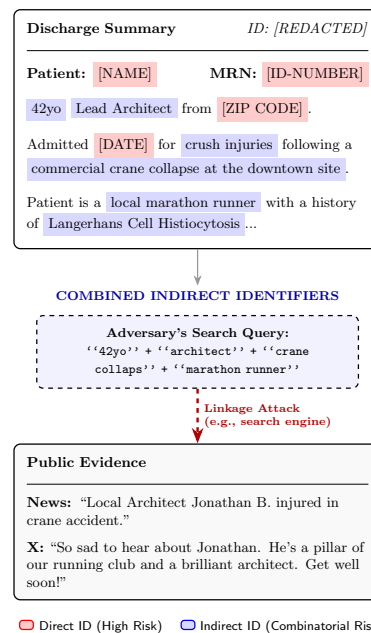 Discharge Summary ID: [REDACTED]
Patient: [NAME] MRN: [ID-NUMBER]
42yo Lead Architect from [ZIP CODE].
Admitted [DATE] for crush injuries following a
commercial crane collapse at the downtown site.
Patient is a local marathon runner with a history
of Langerhans Cell Histiocytosis...
COMBINED INDIRECT IDENTIFIERS
Adversary's Search Query:
‘‘42yo’’ + ‘‘architect’’ + ‘‘crane
collaps’’ + ‘‘marathon runner’’
Linkage Attack
(e.g., search engine)
Public Evidence
News: “Local Architect Jonathan B. injured in
crane accident.”
X: “So sad to hear about Jonathan. He's a pillar of
our running club and a brilliant architect. Get well
soon!”
Direct ID (High Risk) Indirect ID (Combinatorial Ris